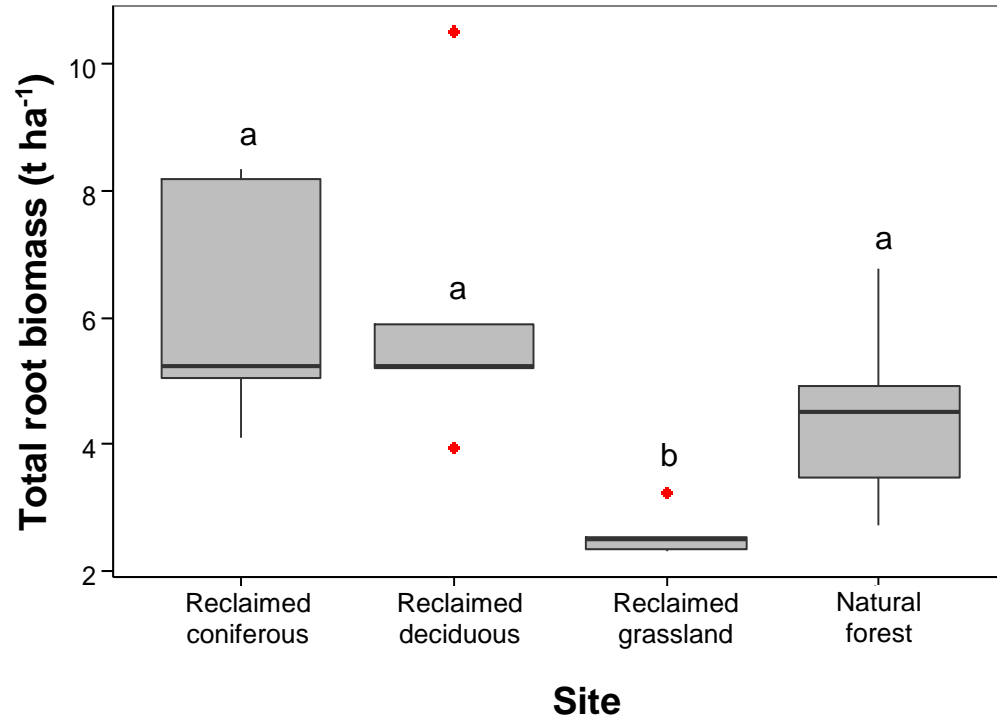 Total root biomass (t ha-1)
10
8
6
4
2
a
a
b
a
Reclaimed
coniferous
Reclaimed
deciduous
Reclaimed
grassland
Natural
forest
Site